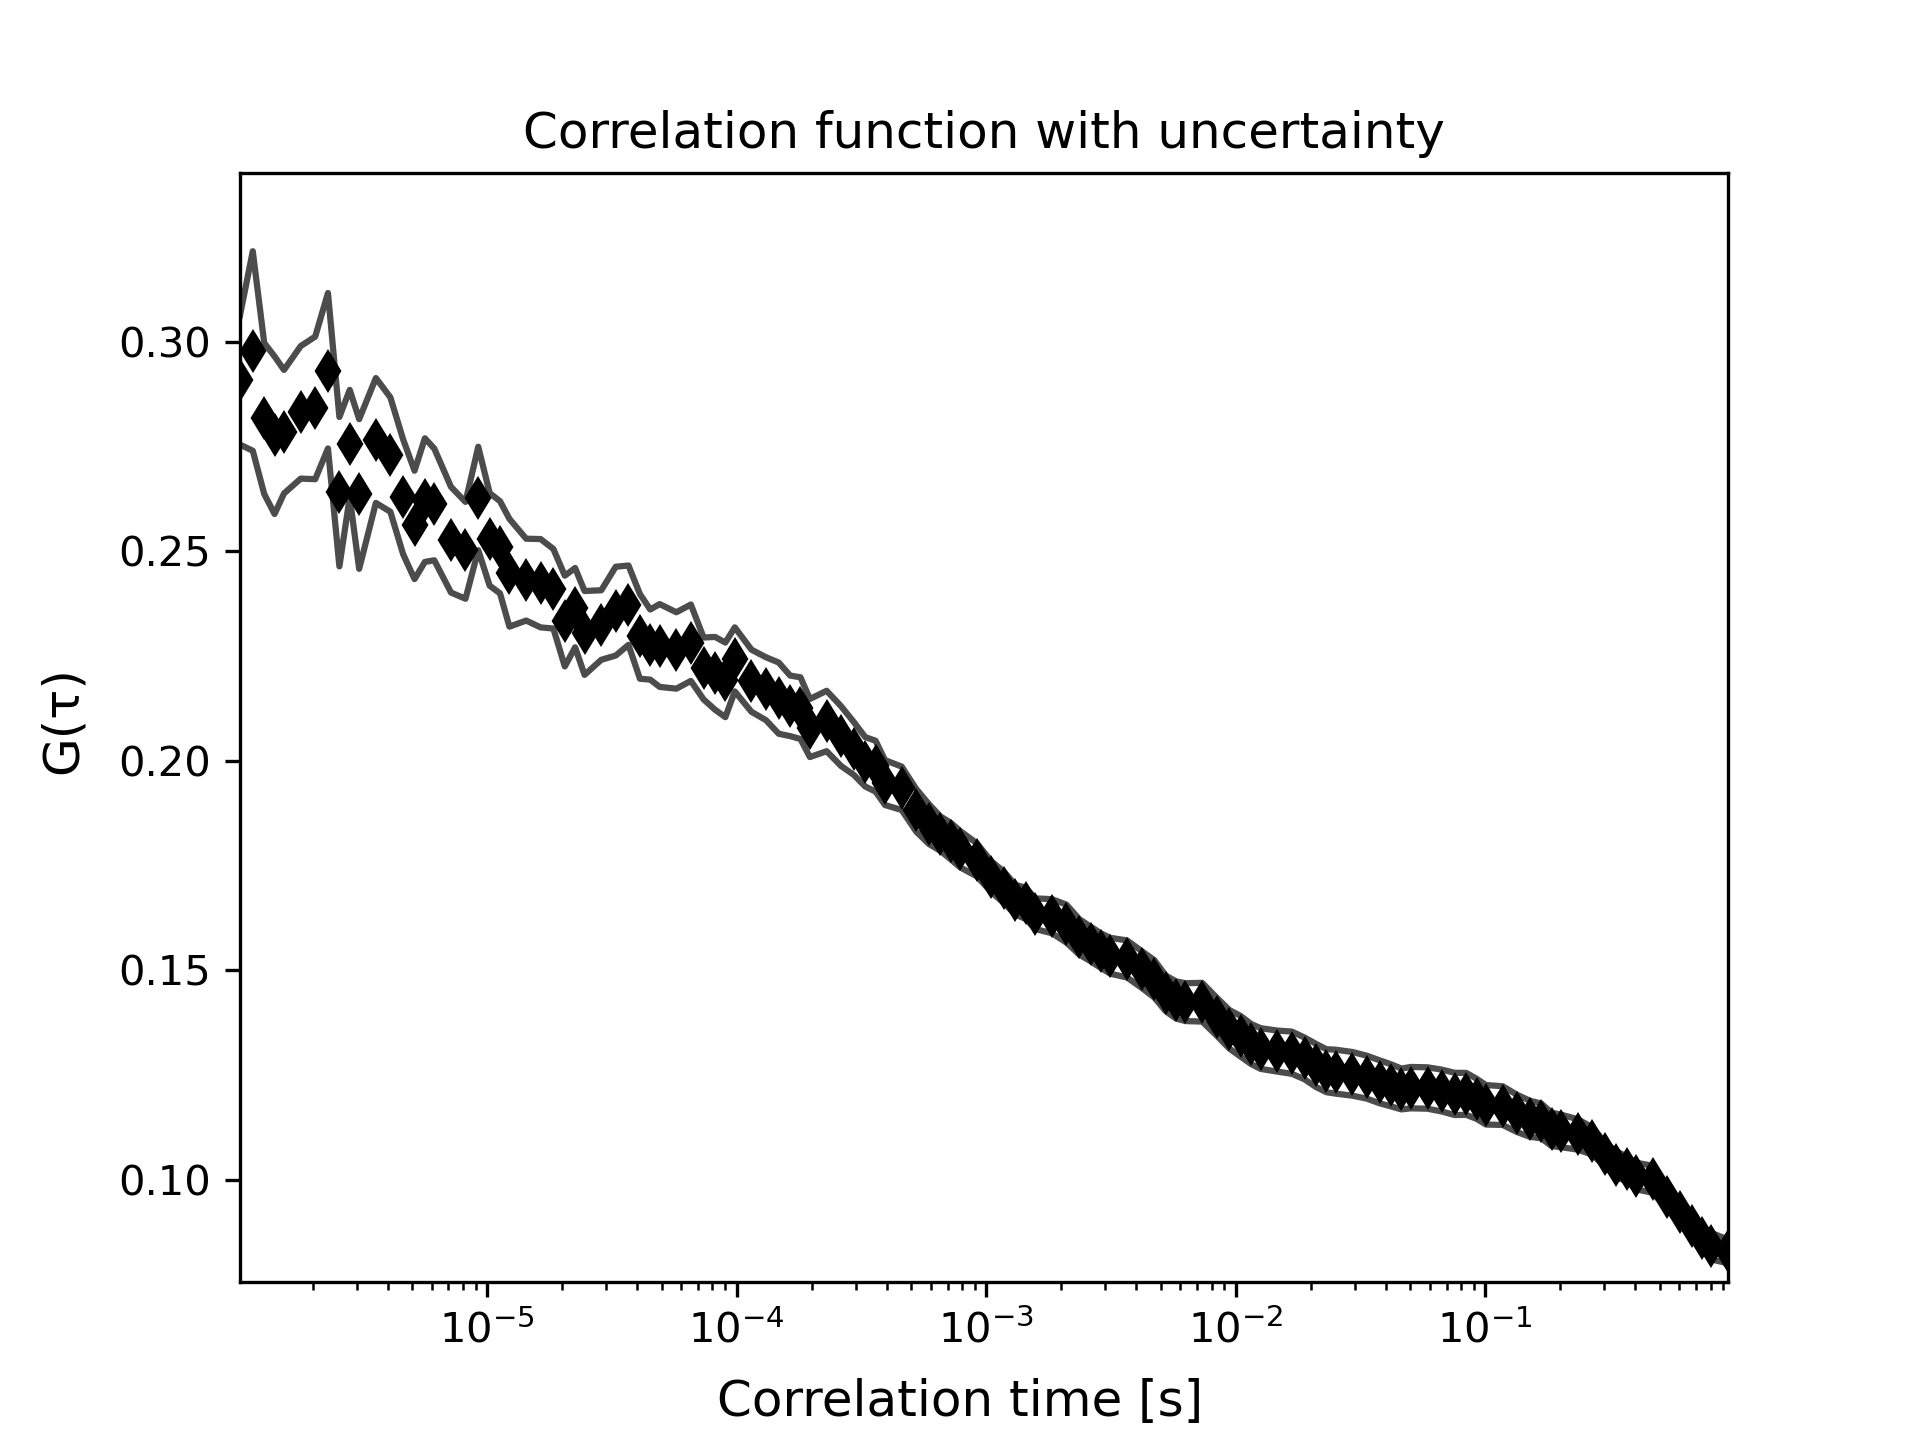 Correlation function with uncertainty
G(τ)
0.30
0.25
0.20
0.15
0.10
10⁻⁵ 10⁻⁴ 10⁻³ 10⁻² 10⁻¹
Correlation time [s]